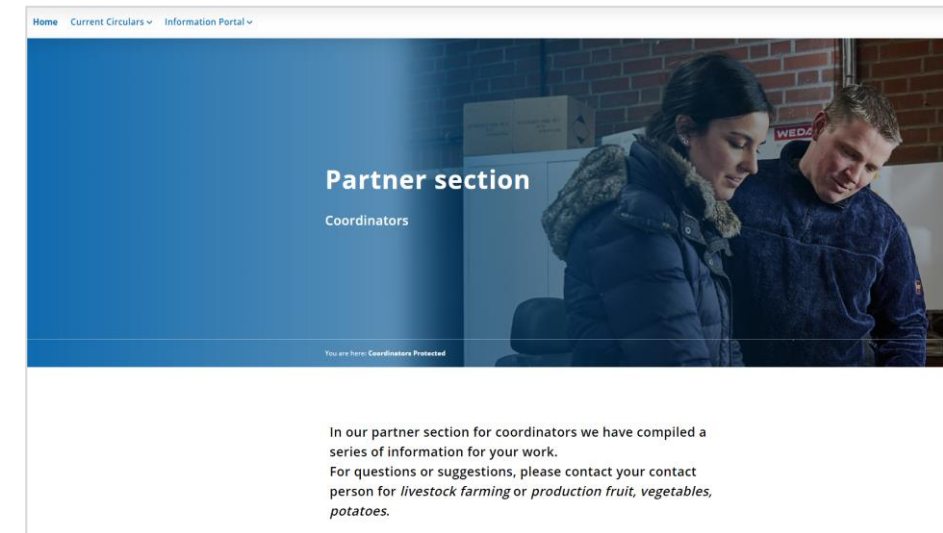 Home Current Circulars Information Portal
WEDA
Partner section
Coordinators
You are here: Coordinators Protected
In our partner section for coordinators we have compiled a
series of information for your work.
For questions or suggestions, please contact your contact
person for livestock farming or production fruit, vegetables,
potatoes.